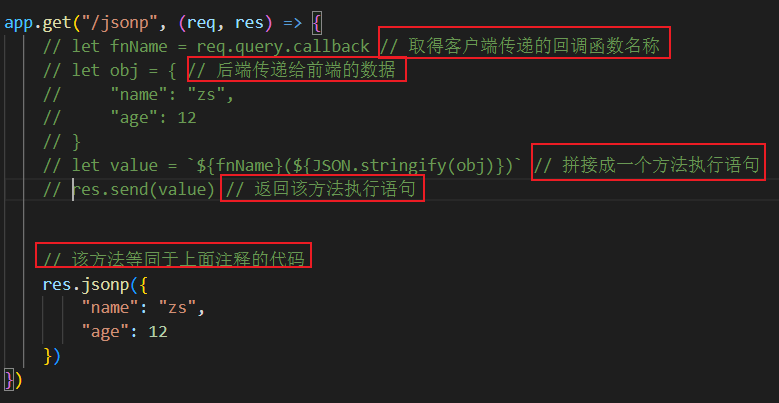 app.get("/jsonp", (req, res) => {
// let fnName = req.query.callback // 取得客户端传递的回调函数名称
// let obj = { // 后端传递给前端的数据
//     "name": "zs",
//     "age": 12
// }
// let value = `${fnName}(${JSON.stringify(obj)})` // 拼接成一个方法执行语句
// res.send(value) // 返回该方法执行语句
// 该方法等同于上面注释的代码
res.jsonp({
"name": "zs",
"age": 12
})
})